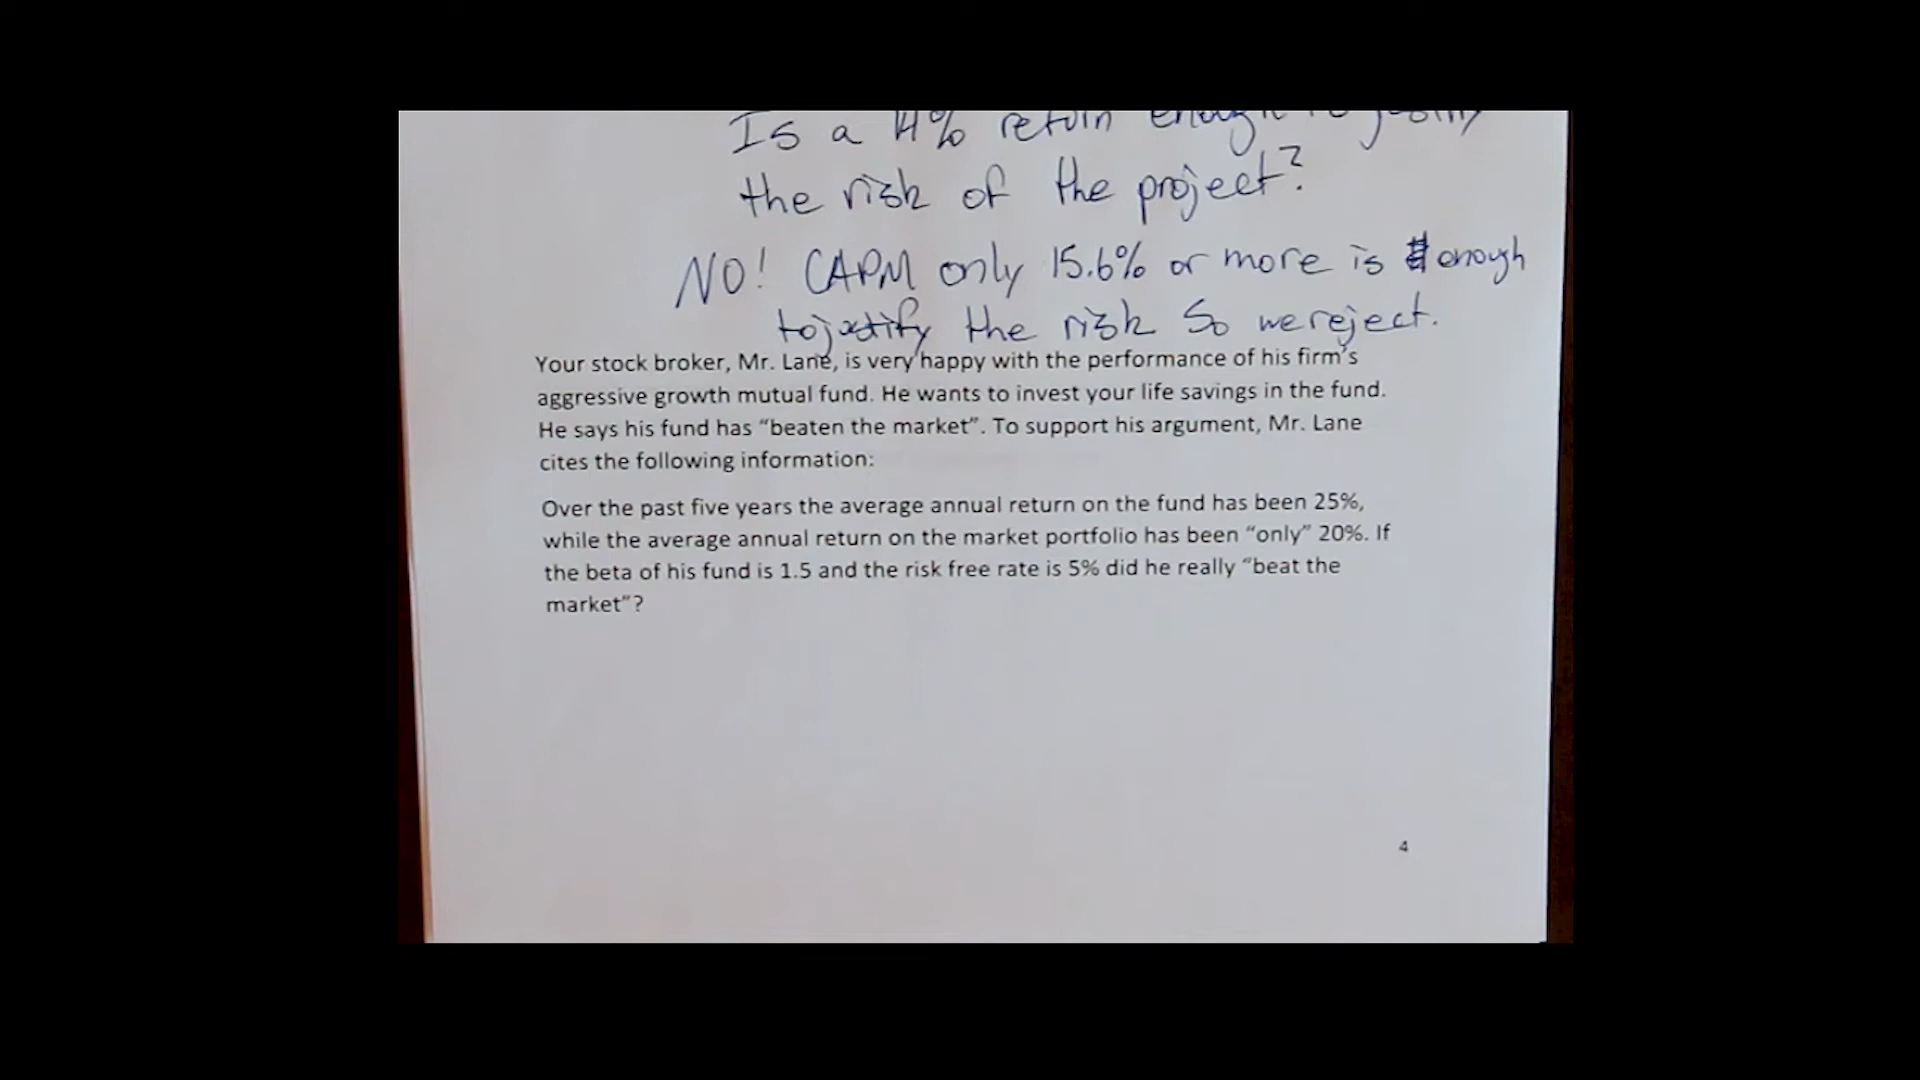 Is a 14% return enough to justify
the risk of the project?
NO! CAPM only 15.6% or more is enough
to justify the risk So we reject.
Your stock broker, Mr. Lane, is very happy with the performance of his firm's
aggressive growth mutual fund. He wants to invest your life savings in the fund.
He says his fund has “beaten the market”. To support his argument, Mr. Lane
cites the following information:
Over the past five years the average annual return on the fund has been 25%,
while the average annual return on the market portfolio has been “only” 20%. If
the beta of his fund is 1.5 and the risk free rate is 5% did he really “beat the
market”?
4